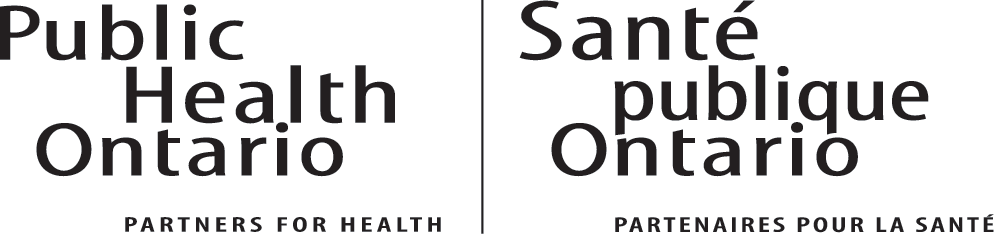 Public
Health
Ontario
PARTNERS FOR HEALTH
Santé
publique
Ontario
PARTENAIRES POUR LA SANTÉ